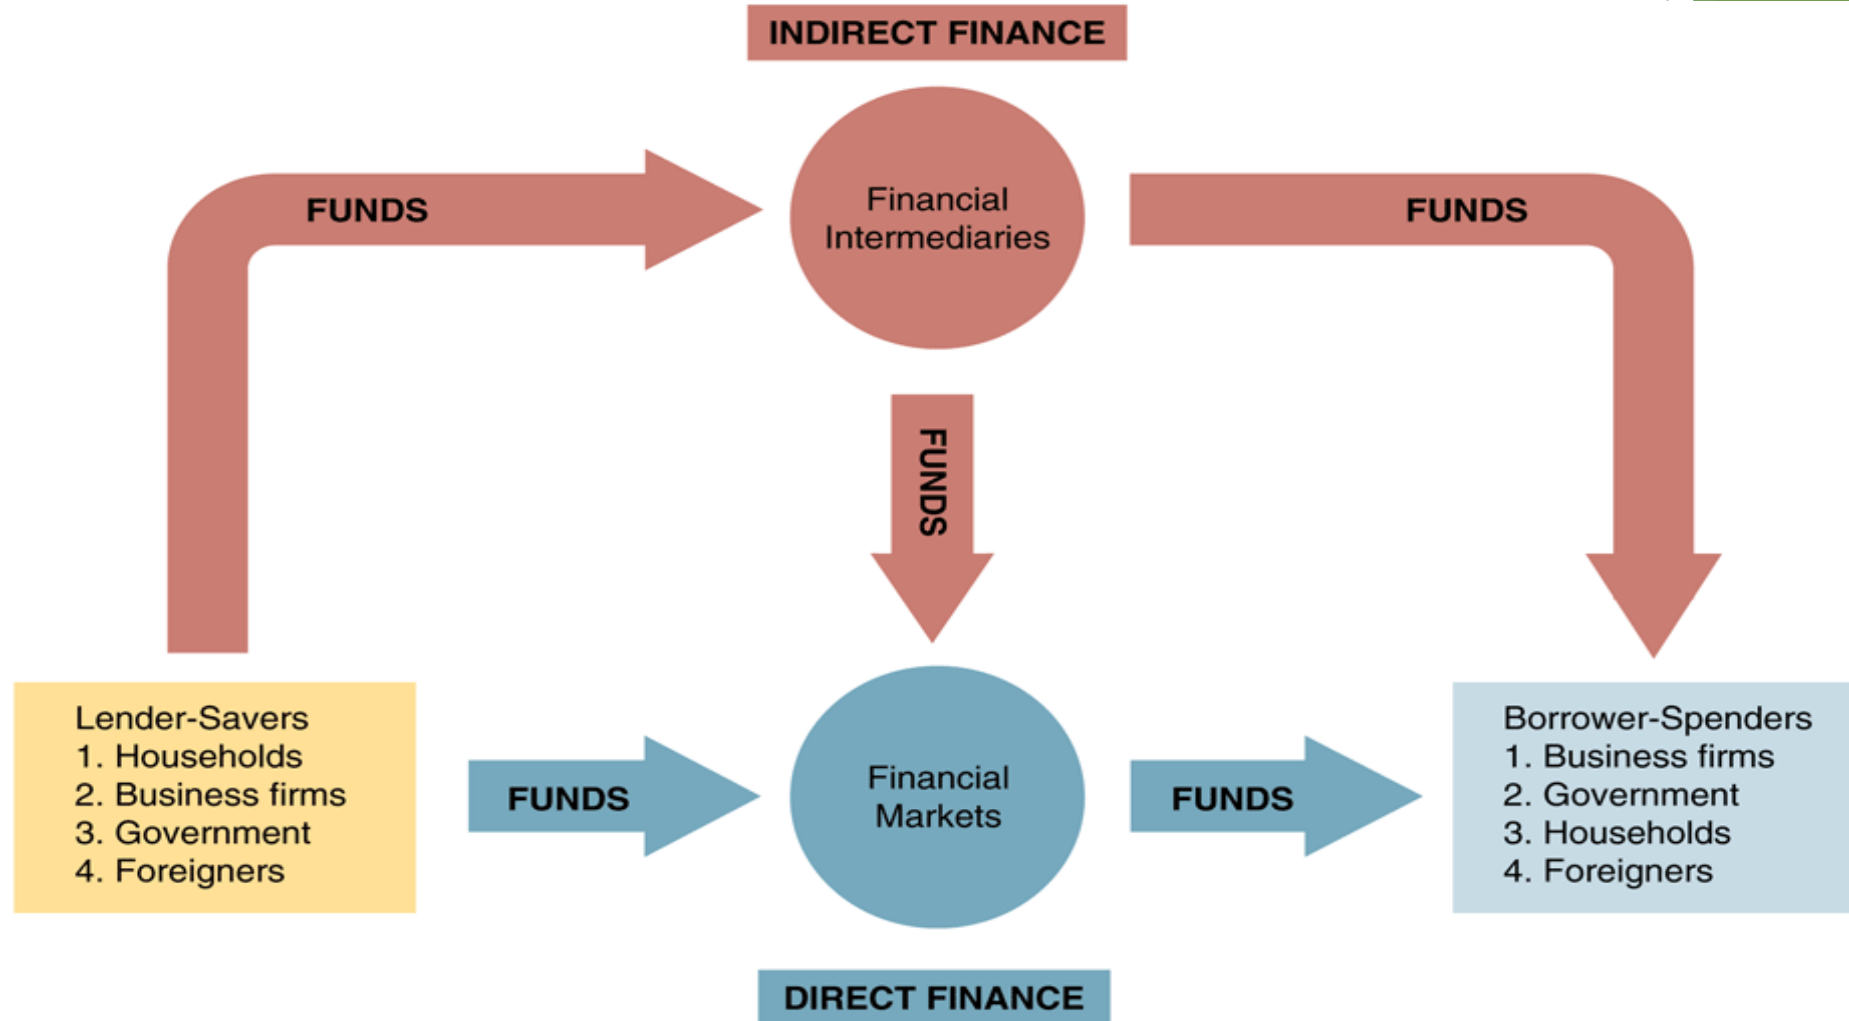 INDIRECT FINANCE
Financial
Intermediaries
FUNDS
FUNDS
FUNDS
Lender-Savers
1. Households
2. Business firms
3. Government
4. Foreigners
FUNDS
Financial
Markets
FUNDS
Borrower-Spenders
1. Business firms
2. Government
3. Households
4. Foreigners
DIRECT FINANCE